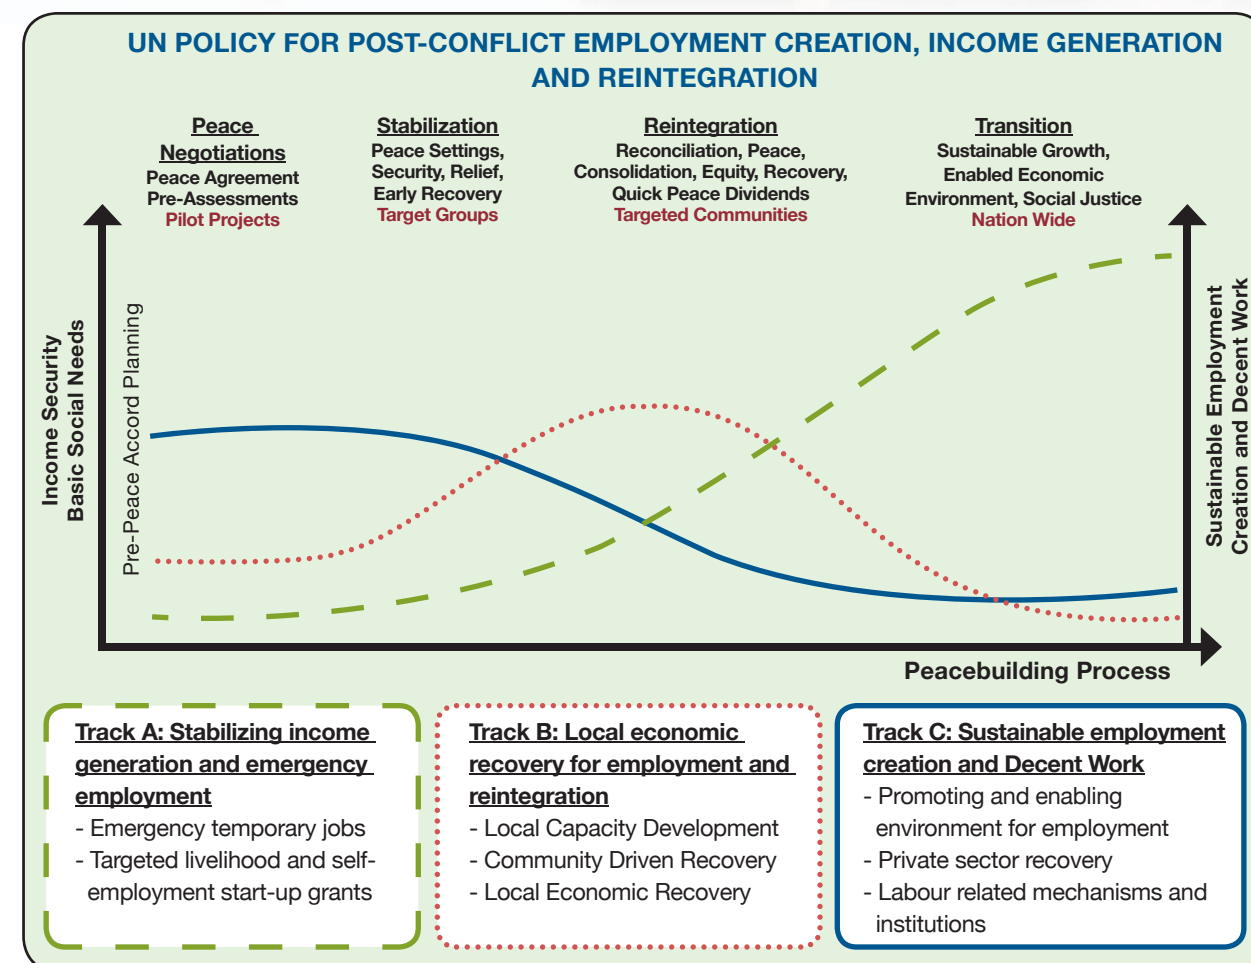 UN POLICY FOR POST-CONFLICT EMPLOYMENT CREATION, INCOME GENERATION
AND REINTEGRATION
Peace
Negotiations
Peace Agreement
Pre-Assessments
Pilot Projects
Stabilization
Peace Settings,
Security, Relief,
Early Recovery
Target Groups
Reintegration
Reconciliation, Peace,
Consolidation, Equity, Recovery,
Quick Peace Dividends
Targeted Communities
Transition
Sustainable Growth,
Enabled Economic
Environment, Social Justice
Nation Wide
Income Security
Basic Social Needs
Pre-Peace Accord Planning
Sustainable Employment
Creation and Decent Work
Peacebuilding Process
Track A: Stabilizing income
generation and emergency
employment
- Emergency temporary jobs
- Targeted livelihood and self-
employment start-up grants
Track B: Local economic
recovery for employment and
reintegration
- Local Capacity Development
- Community Driven Recovery
- Local Economic Recovery
Track C: Sustainable employment
creation and Decent Work
- Promoting and enabling
environment for employment
- Private sector recovery
- Labour related mechanisms and
institutions